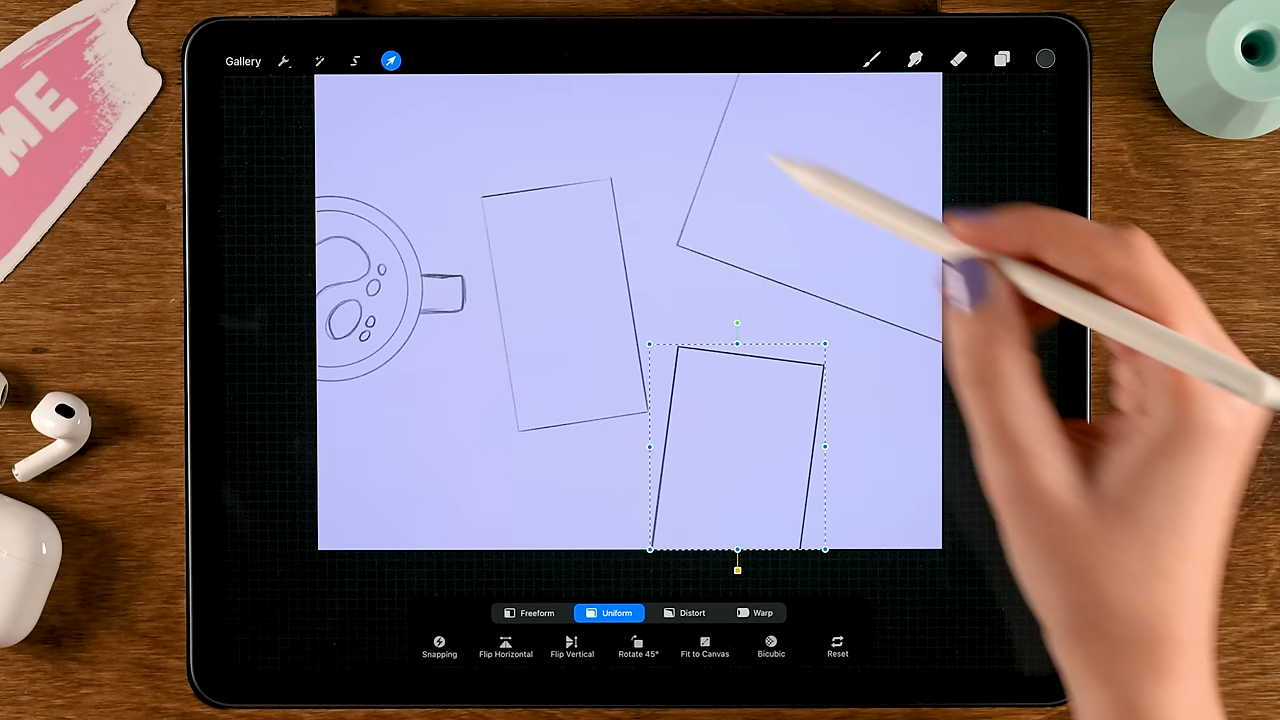 ME
Gallery
Freeform Uniform Distort Warp
Snapping Flip Horizontal Flip Vertical Rotate 45° Fit to Canvas Bicubic Reset